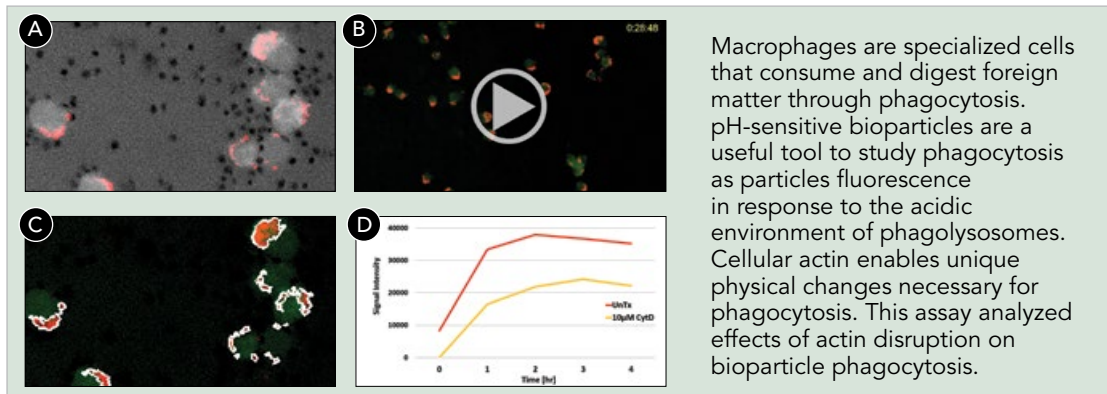 A
B
0:28:48
Macrophages are specialized cells
that consume and digest foreign
matter through phagocytosis.
pH-sensitive bioparticles are a
useful tool to study phagocytosis
as particles fluorescence
in response to the acidic
environment of phagolysosomes.
Cellular actin enables unique
physical changes necessary for
phagocytosis. This assay analyzed
effects of actin disruption on
bioparticle phagocytosis.
C
D
Signal Intensity
40000
30000
20000
10000
0
UnTx
10μM CytD
0 1 2 3 4
Time [hr]